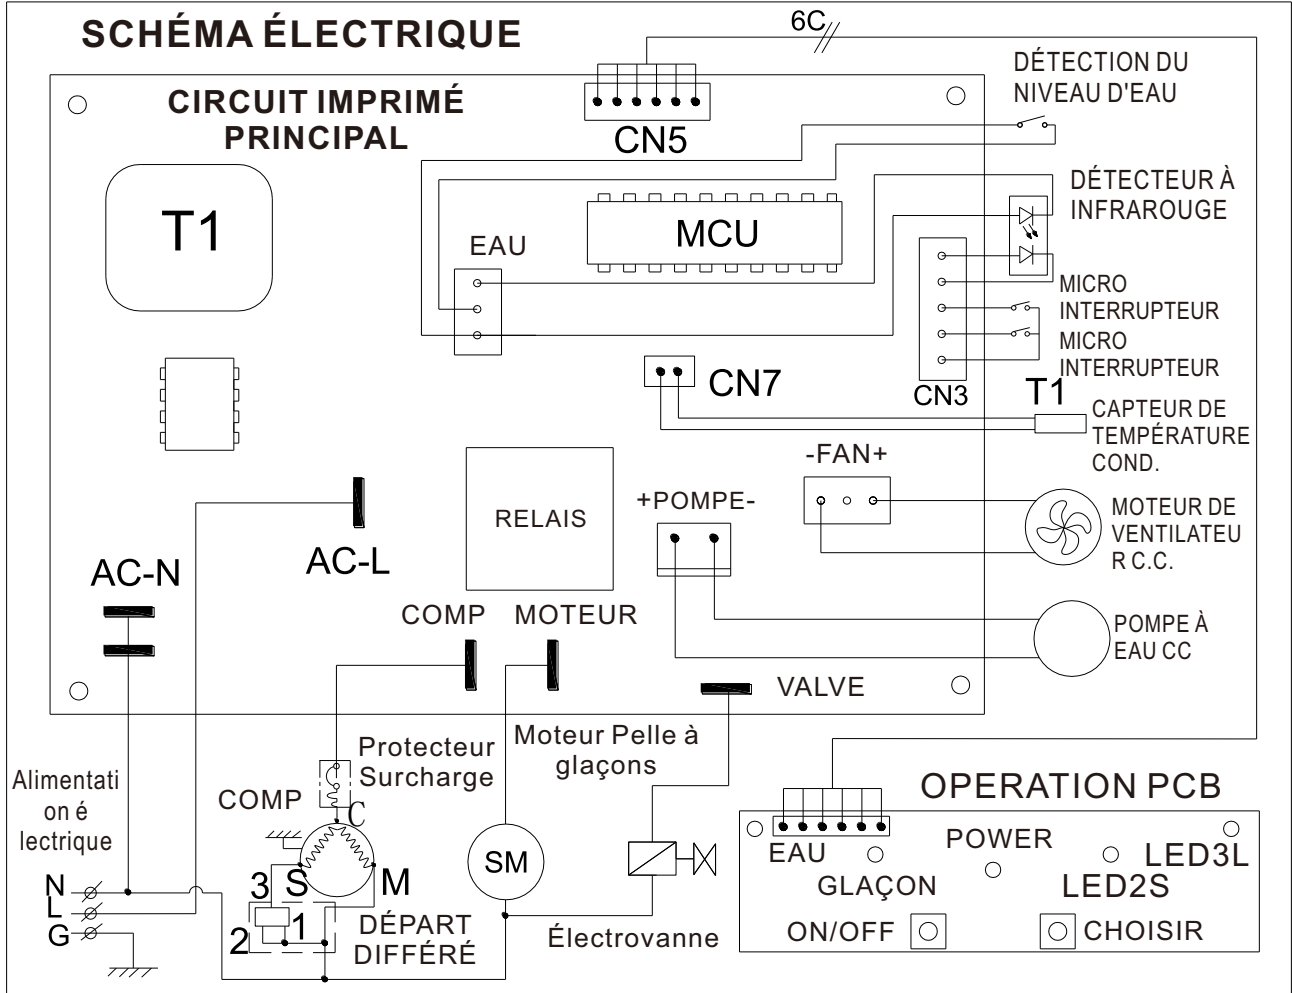 SCHÉMA ÉLECTRIQUE
6C
DÉTECTION DU
NIVEAU D'EAU
CIRCUIT IMPRIMÉ
PRINCIPAL
CN5
T1
MCU
DÉTECTEUR À
INFRAROUGE
EAU
MICRO
INTERRUPTEUR
MICRO
INTERRUPTEUR
CN7
CN3
T1
CAPTEUR DE
TEMPÉRATURE
COND.
-FAN+
+POMPE-
RELAIS
MOTEUR DE
VENTILATEU
R C.C.
AC-N
AC-L
COMP
MOTEUR
POMPE À
EAU CC
VALVE
Protecteur
Surcharge
Moteur Pelle à
glaçons
Alimentati
on é
lectrique
COMP
C
SM
OPERATION PCB
EAU
POWER
LED3L
GLAÇON
LED2S
ON/OFF
CHOISIR
N
L
G
3
S
M
1
2
DÉPART
DIFFÉRÉ
Électrovanne